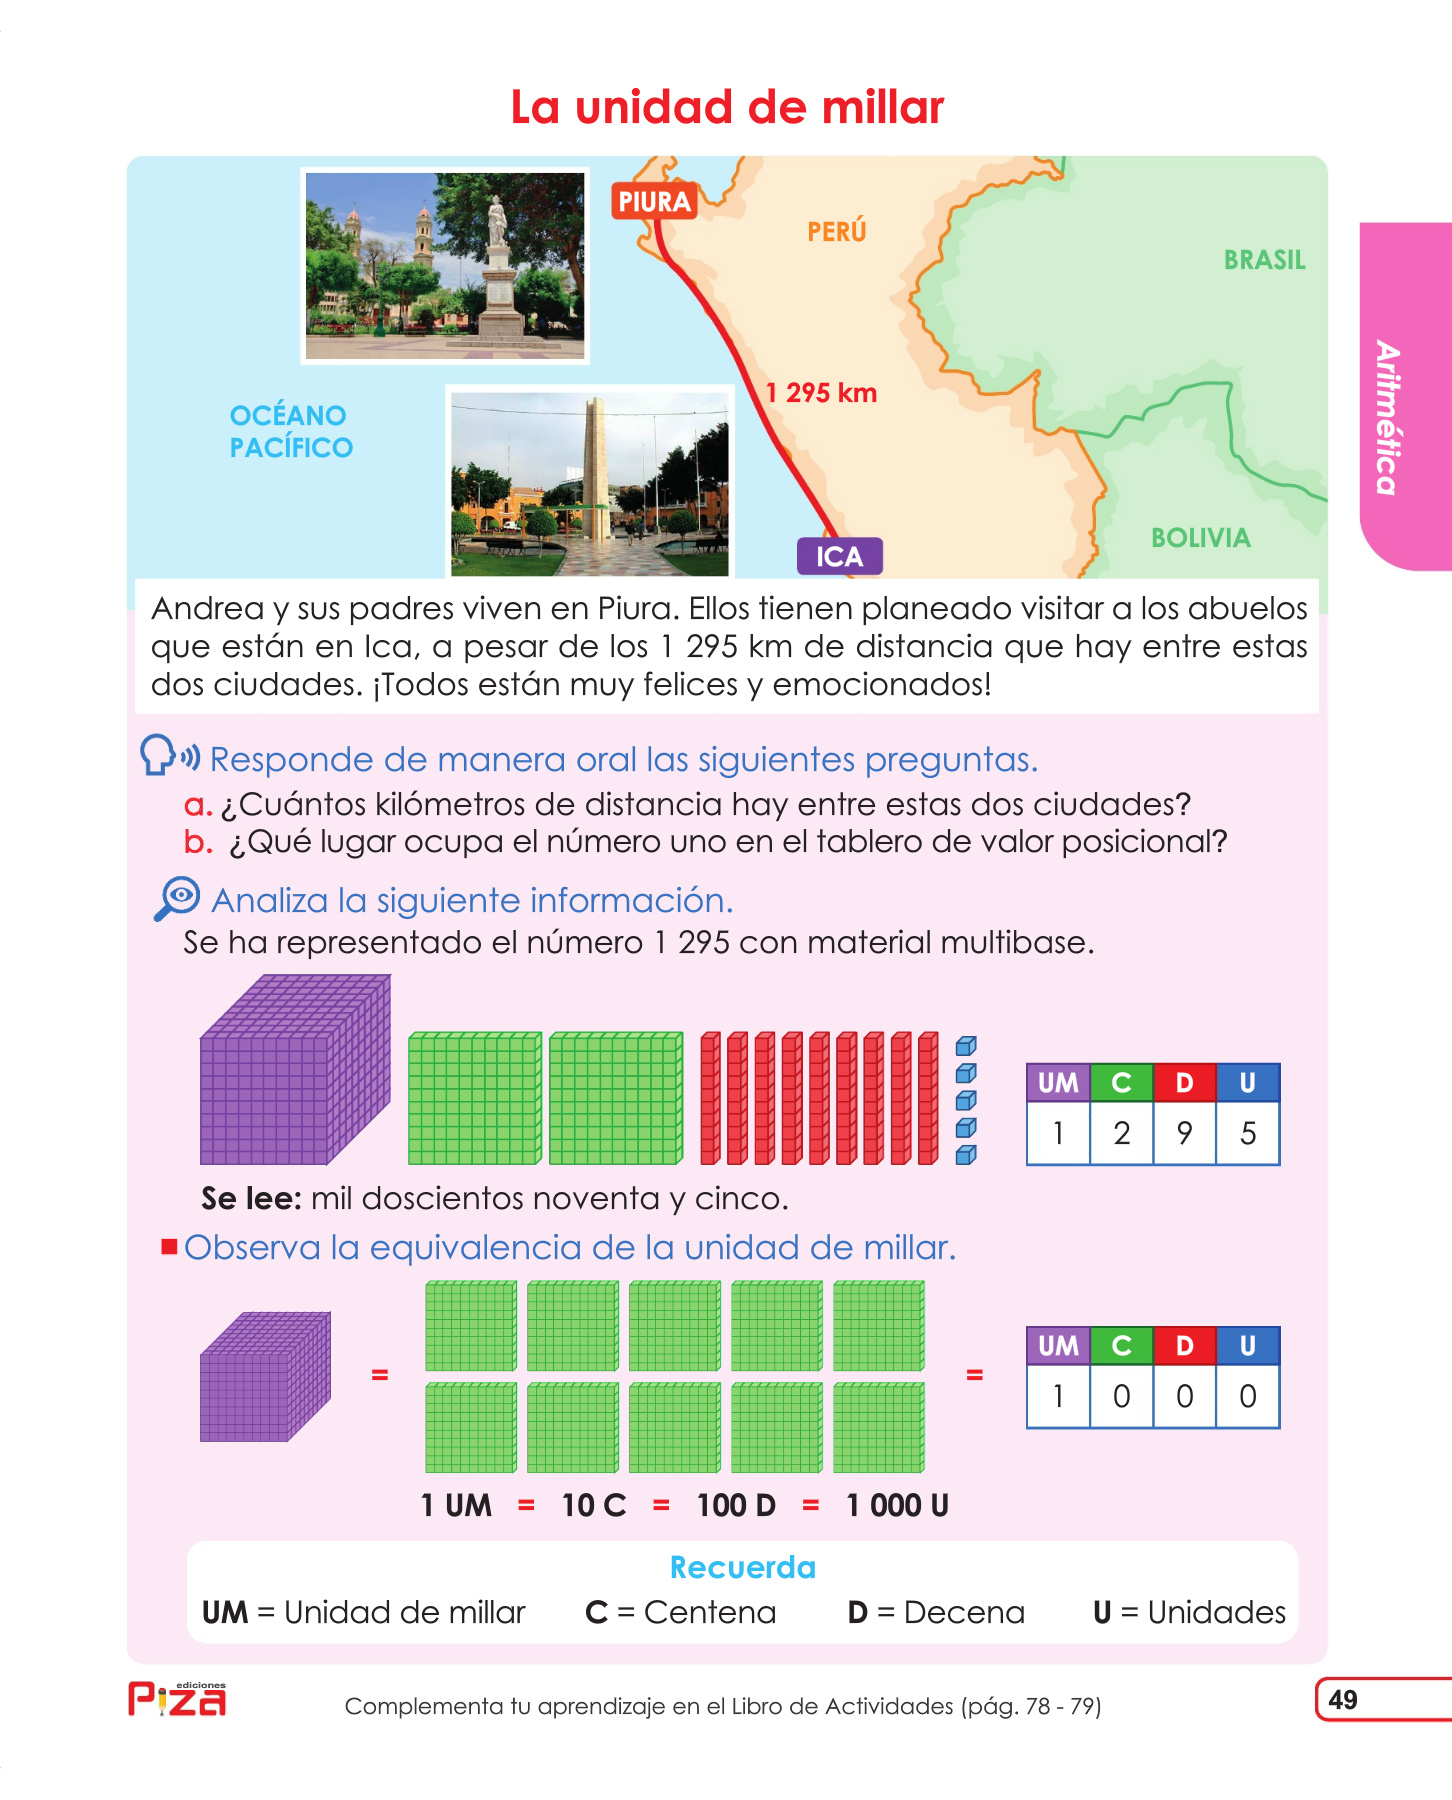 La unidad de millar
PIURA
PERÚ
BRASIL
1 295 km
OCÉANO
PACÍFICO
BOLIVIA
ICA
Aritmética
Andrea y sus padres viven en Piura. Ellos tienen planeado visitar a los abuelos
que están en Ica, a pesar de los 1 295 km de distancia que hay entre estas
dos ciudades. ¡Todos están muy felices y emocionados!
Responde de manera oral las siguientes preguntas.
a. ¿Cuántos kilómetros de distancia hay entre estas dos ciudades?
b. ¿Qué lugar ocupa el número uno en el tablero de valor posicional?
Analiza la siguiente información.
Se ha representado el número 1 295 con material multibase.
UM C D U
1 2 9 5
Se lee: mil doscientos noventa y cinco.
Observa la equivalencia de la unidad de millar.
= =
UM C D U
1 0 0 0
1 UM = 10 C = 100 D = 1 000 U
Recuerda
UM = Unidad de millar C = Centena D = Decena U = Unidades
ediciones
Piza
Complementa tu aprendizaje en el Libro de Actividades (pág. 78 - 79)
49